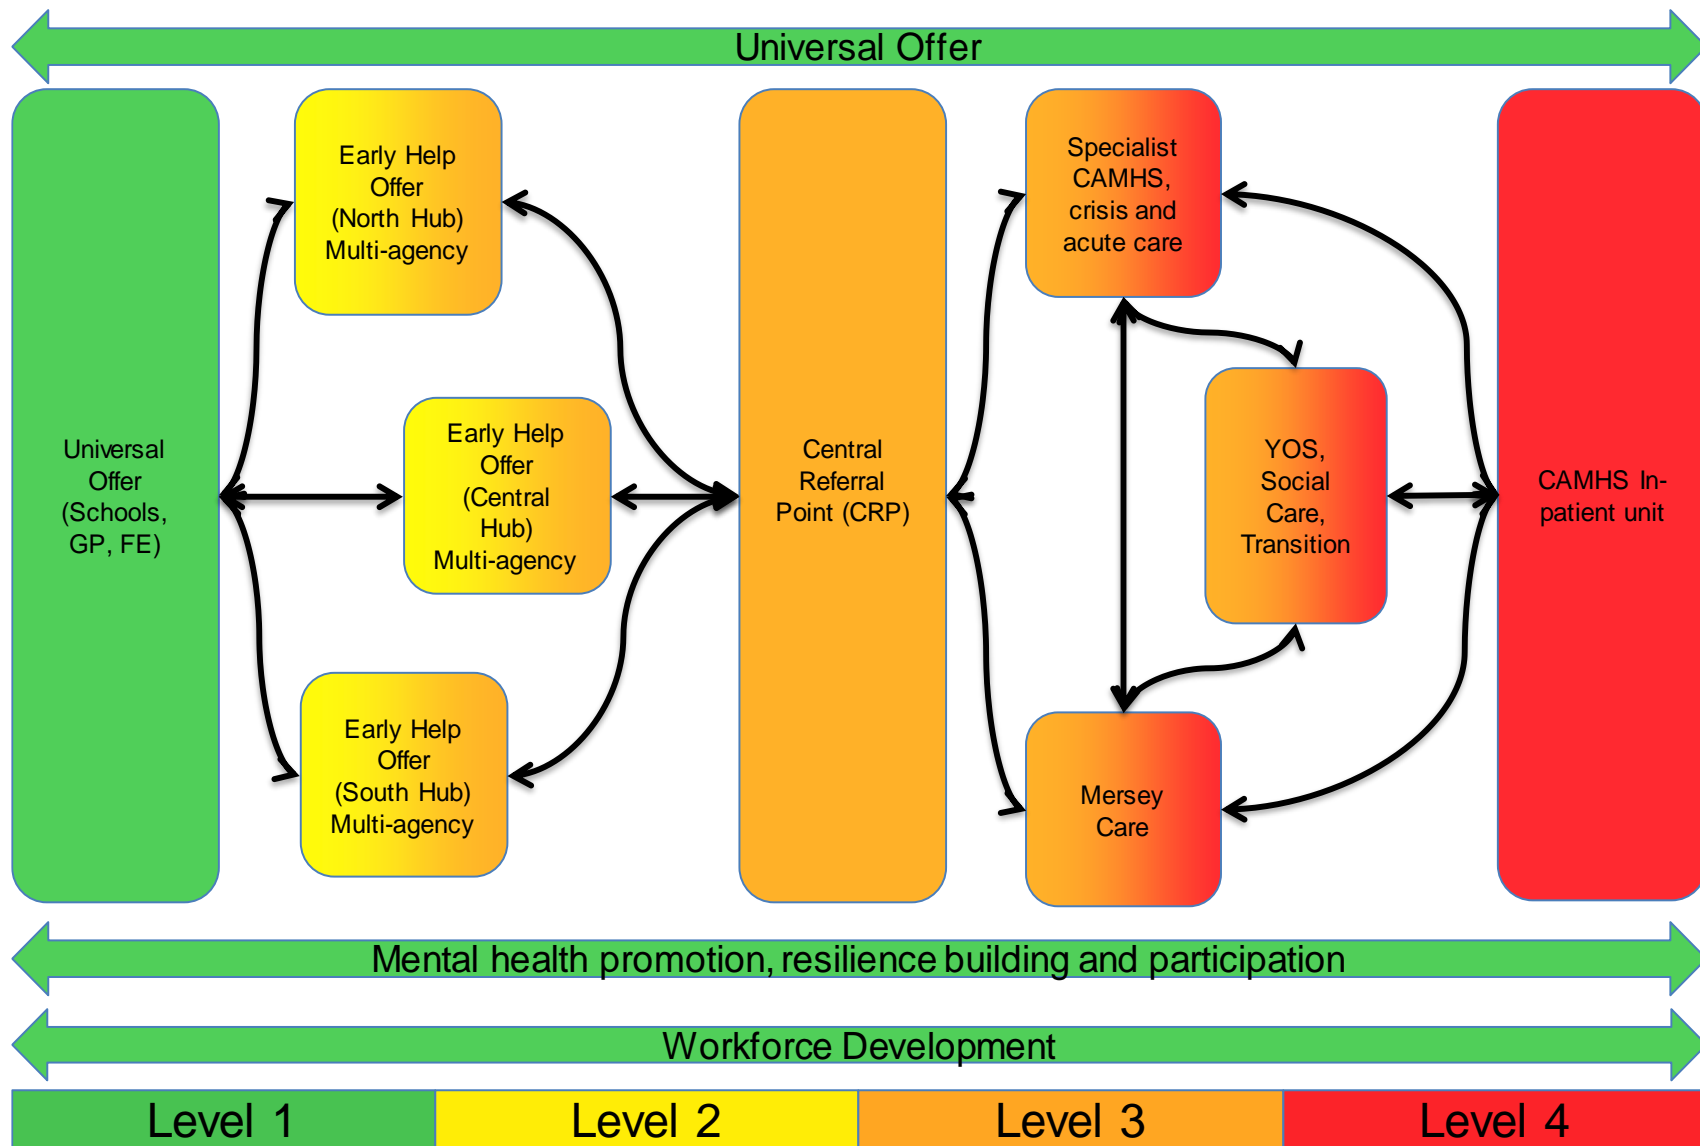 Universal Offer
Universal
Offer
(Schools,
GP, FE)
Early Help
Offer
(North Hub)
Multi-agency
Early Help
Offer
(Central
Hub)
Multi-agency
Early Help
Offer
(South Hub)
Multi-agency
Central
Referral
Point (CRP)
Specialist
CAMHS,
crisis and
acute care
YOS,
Social
Care,
Transition
Mersey
Care
CAMHS In-
patient unit
Mental health promotion, resilience building and participation
Workforce Development
Level 1
Level 2
Level 3
Level 4